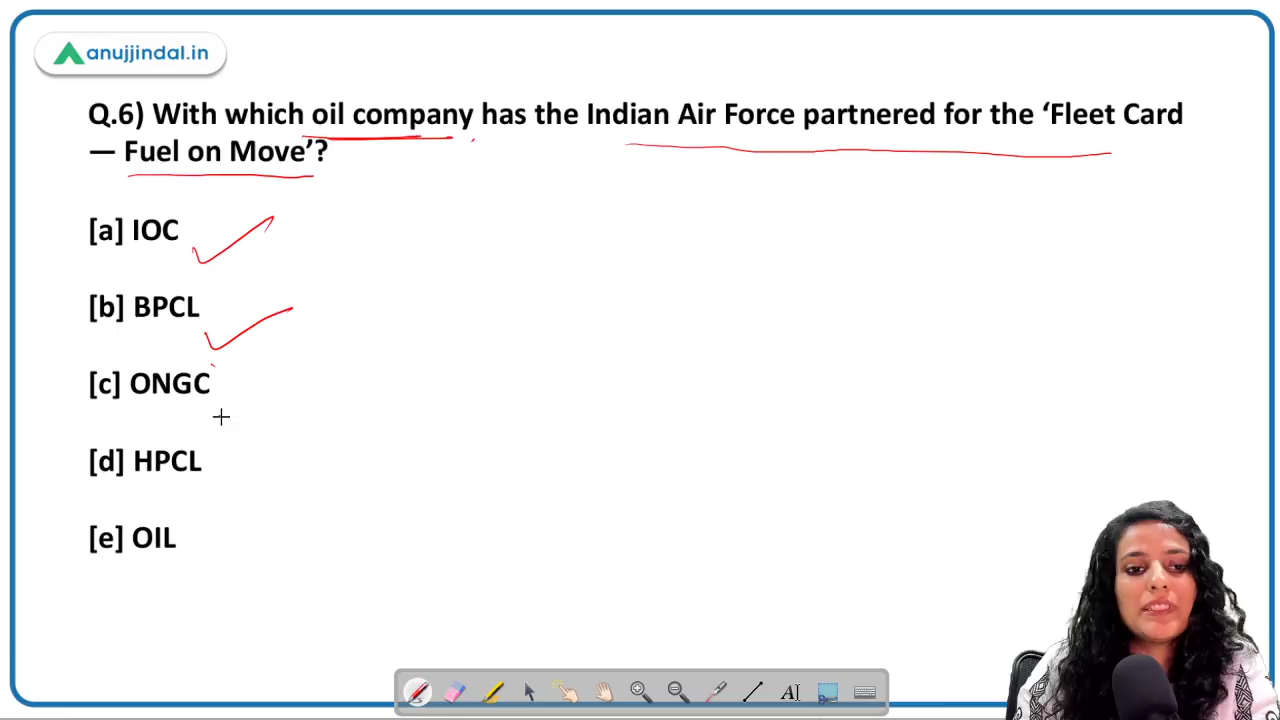 anujjindal.in
Q.6) With which oil company has the Indian Air Force partnered for the ‘Fleet Card
— Fuel on Move’?
[a] IOC
[b] BPCL
[c] ONGC
[d] HPCL
[e] OIL
A